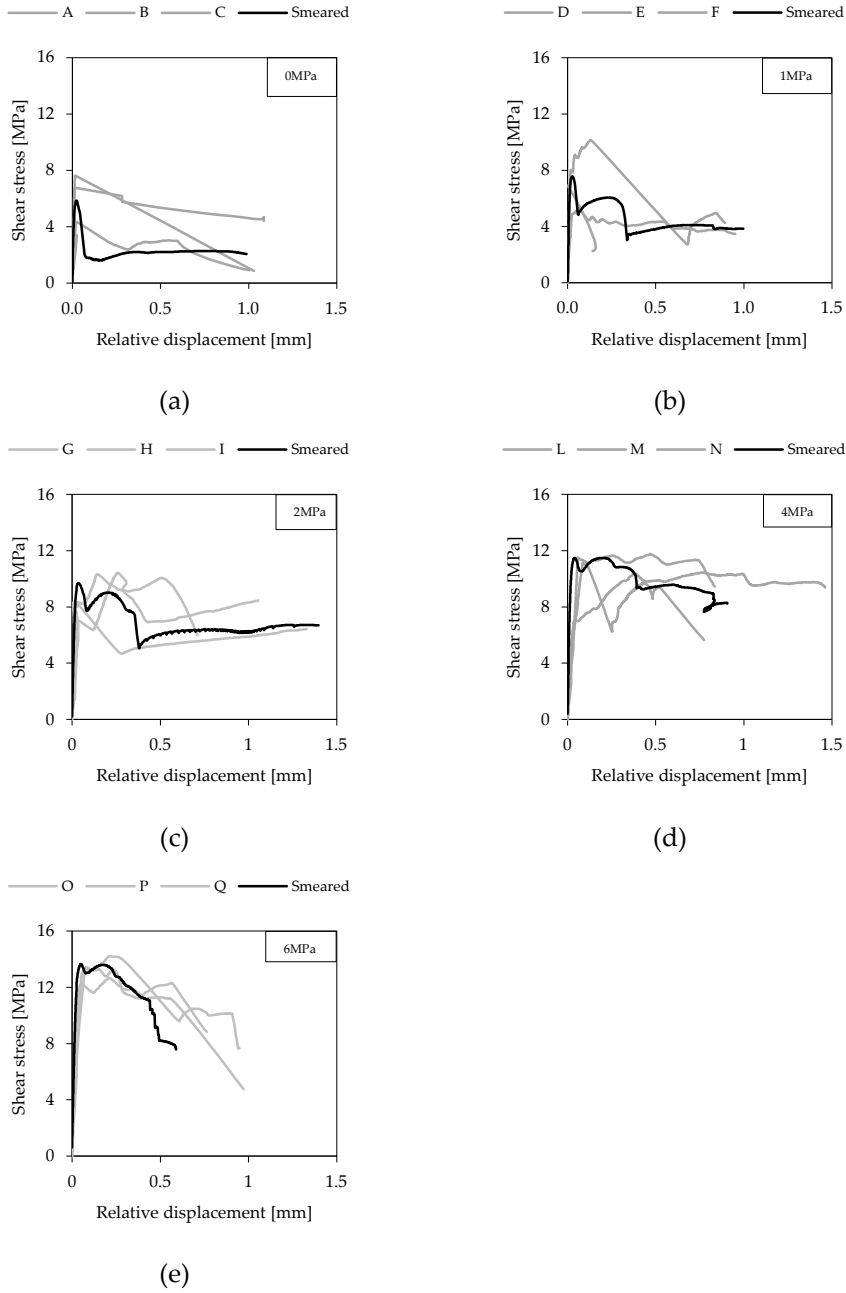 A B C Smeared
0MPa
Shear stress [MPa]
16
12
8
4
0
0.0 0.5 1.0 1.5
Relative displacement [mm]
(a)
D E F Smeared
1MPa
Shear stress [MPa]
16
12
8
4
0
0.0 0.5 1.0 1.5
Relative displacement [mm]
(b)
G H I Smeared
2MPa
Shear stress [MPa]
16
12
8
4
0
0 0.5 1 1.5
Relative displacement [mm]
(c)
L M N Smeared
4MPa
Shear stress [MPa]
16
12
8
4
0
0 0.5 1 1.5
Relative displacement [mm]
(d)
O P Q Smeared
6MPa
Shear stress [MPa]
16
12
8
4
0
0 0.5 1 1.5
Relative displacement [mm]
(e)